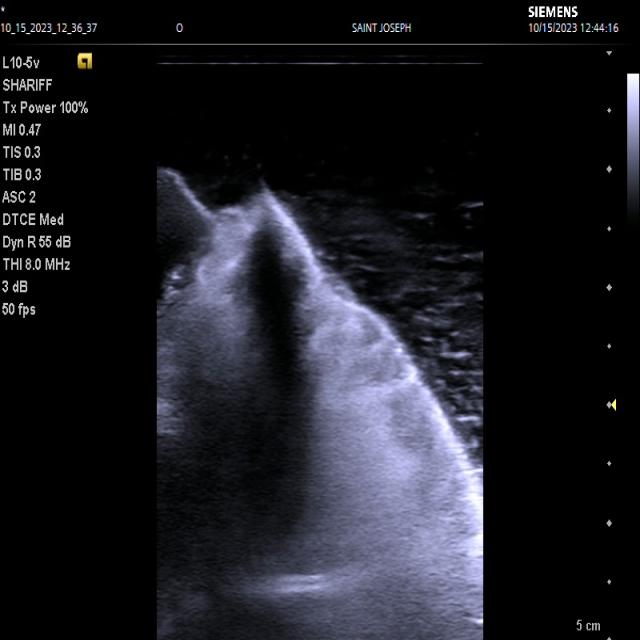 *
SIEMENS
10_15_2023_12_36_37 O SAINT JOSEPH 10/15/2023 12:44:16
L10-5v
SHARIFF
Tx Power 100%
MI 0.47
TIS 0.3
TIB 0.3
ASC 2
DTCE Med
Dyn R 55 dB
THI 8.0 MHz
3 dB
50 fps
5 cm